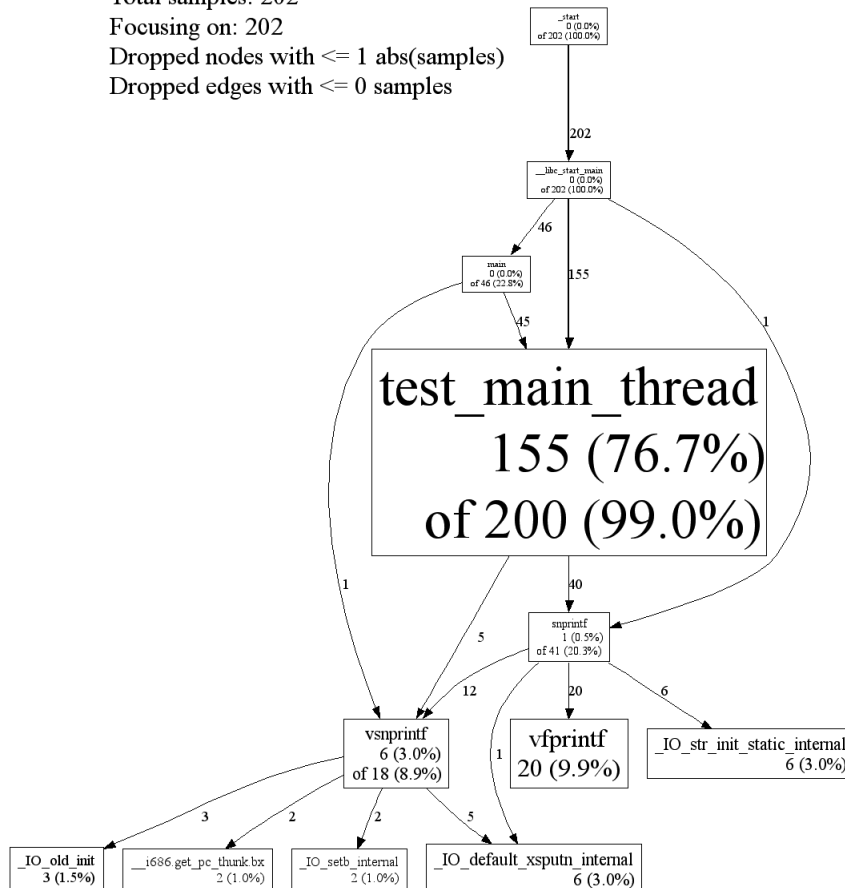 Total samples: 202
Focusing on: 202
Dropped nodes with <= 1 abs(samples)
Dropped edges with <= 0 samples
_start
0 (0.0%)
of 202 (100.0%)
202
__libc_start_main
0 (0.0%)
of 202 (100.0%)
46
155
1
main
0 (0.0%)
of 46 (22.8%)
45
test_main_thread
155 (76.7%)
of 200 (99.0%)
1
5
40
snprintf
1 (0.5%)
of 41 (20.3%)
12
20
6
1
vsnprintf
6 (3.0%)
of 18 (8.9%)
vfprintf
20 (9.9%)
_IO_str_init_static_internal
6 (3.0%)
3
2
2
5
_IO_old_init
3 (1.5%)
__i686.get_pc_thunk.bx
2 (1.0%)
_IO_setb_internal
2 (1.0%)
_IO_default_xsputn_internal
6 (3.0%)